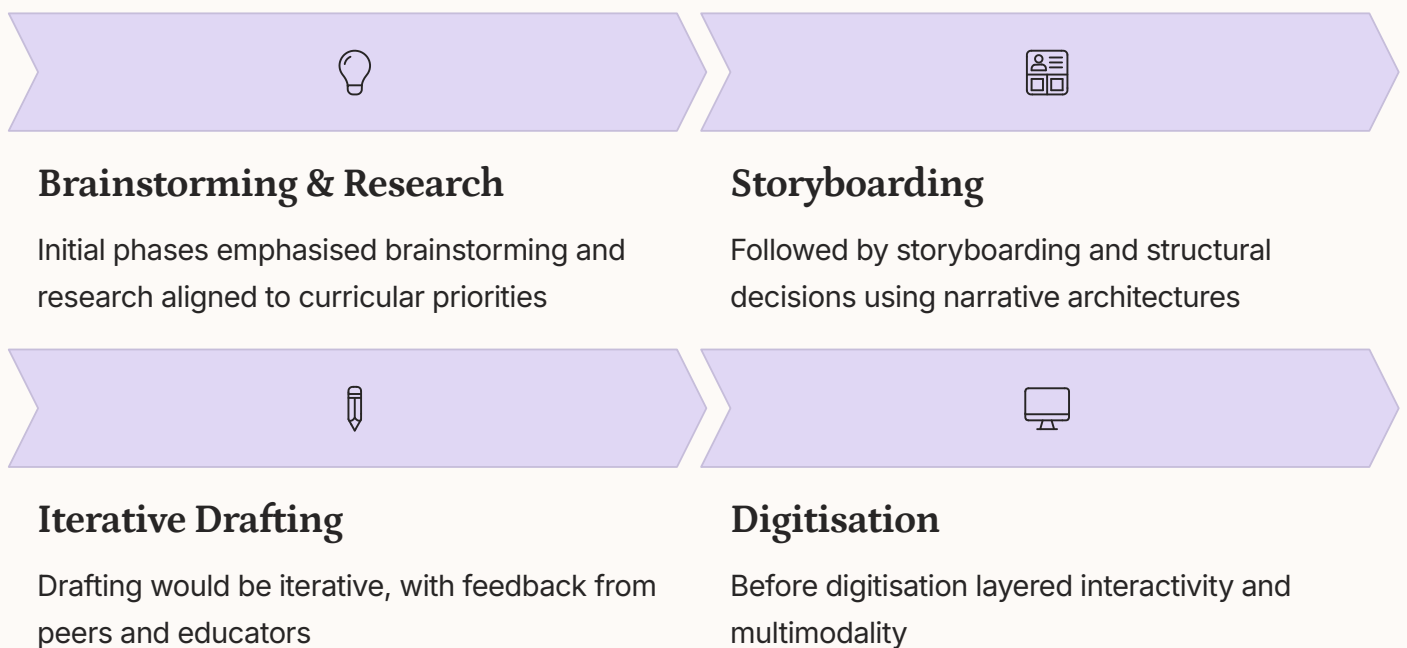 Brainstorming & Research
Initial phases emphasised brainstorming and
research aligned to curricular priorities
Storyboarding
Followed by storyboarding and structural
decisions using narrative architectures
Iterative Drafting
Drafting would be iterative, with feedback from
peers and educators
Digitisation
Before digitisation layered interactivity and
multimodality